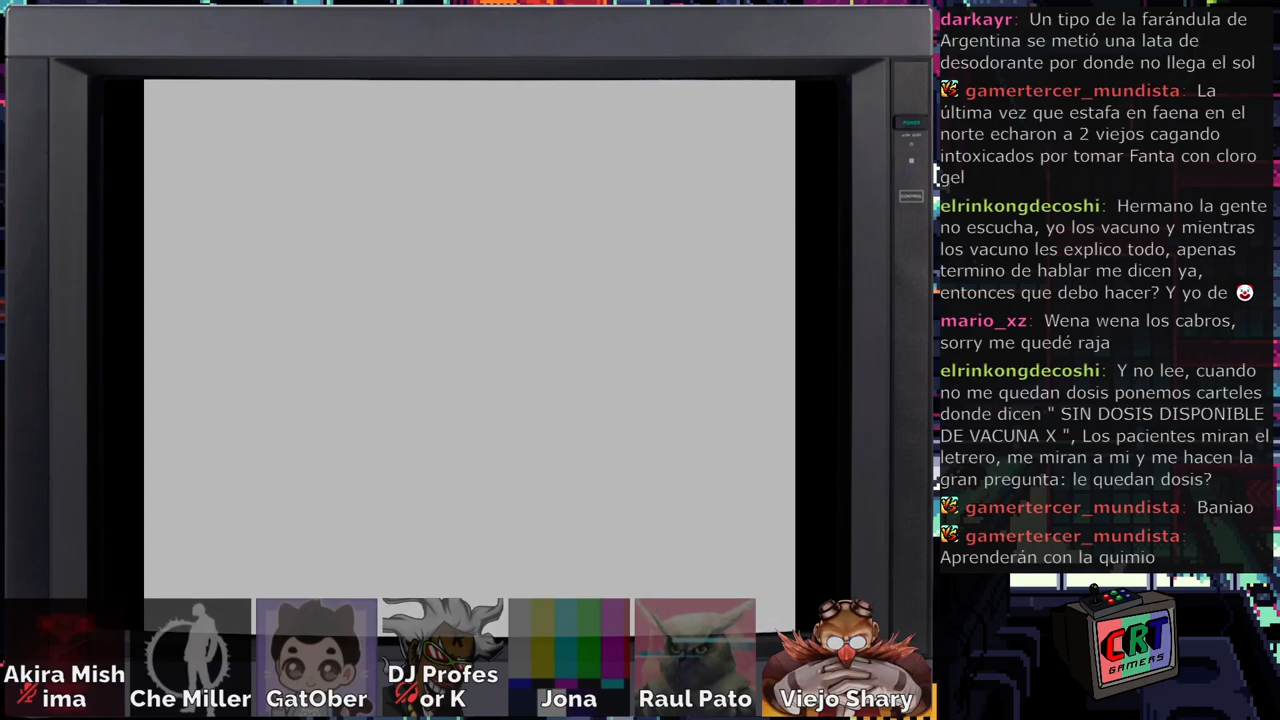 darkayr: Un tipo de la farándula de
Argentina se metió una lata de
desodorante por donde no llega el sol
gamertercer_mundista: La
última vez que estafa en faena en el
norte echaron a 2 viejos cagando
intoxicados por tomar Fanta con cloro
gel
elrinkongdecoshi: Hermano la gente
no escucha, yo los vacuno y mientras
los vacuno les explico todo, apenas
termino de hablar me dicen ya,
entonces que debo hacer? Y yo de 🤡
mario_xz: Wena wena los cabros,
sorry me quedé raja
elrinkongdecoshi: Y no lee, cuando
no me quedan dosis ponemos carteles
donde dicen " SIN DOSIS DISPONIBLE
DE VACUNA X ", Los pacientes miran el
letrero, me miran a mi y me hacen la
gran pregunta: le quedan dosis?
gamertercer_mundista: Baniao
gamertercer_mundista:
Aprenderán con la quimio
POWER
CONTROL
Akira Mish
ima
Che Miller
GatOber
DJ Profes
or K
Jona
Raul Pato
Viejo Shary
CRT
GAMERS